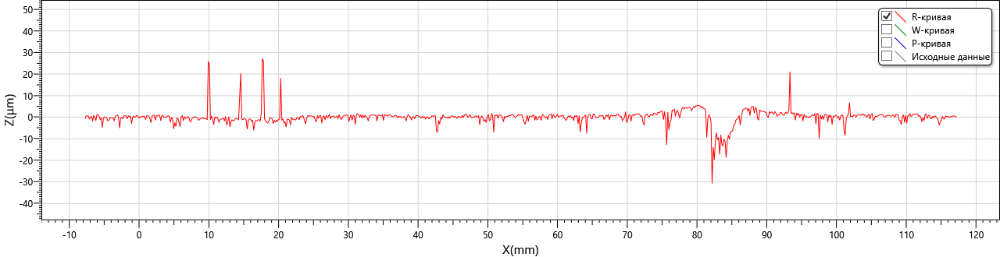 50
40
30
20
10
0
-10
-20
-30
-40
Z(µm)
-10 0 10 20 30 40 50 60 70 80 90 100 110 120
X(mm)
R-кривая
W-кривая
P-кривая
Исходные данные